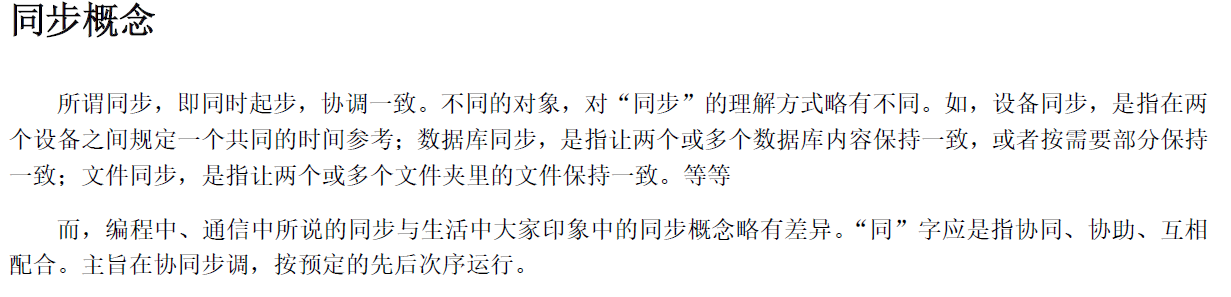 同步概念
所谓同步，即同时起步，协调一致。不同的对象，对“同步”的理解方式略有不同。如，设备同步，是指在两
个设备之间规定一个共同的时间参考；数据库同步，是指让两个或多个数据库内容保持一致，或者按需要部分保持
一致；文件同步，是指让两个或多个文件夹里的文件保持一致。等等
而，编程中、通信中所说的同步与生活中大家印象中的同步概念略有差异。“同”字应是指协同、协助、互相
配合。主旨在协同步调，按预定的先后次序运行。